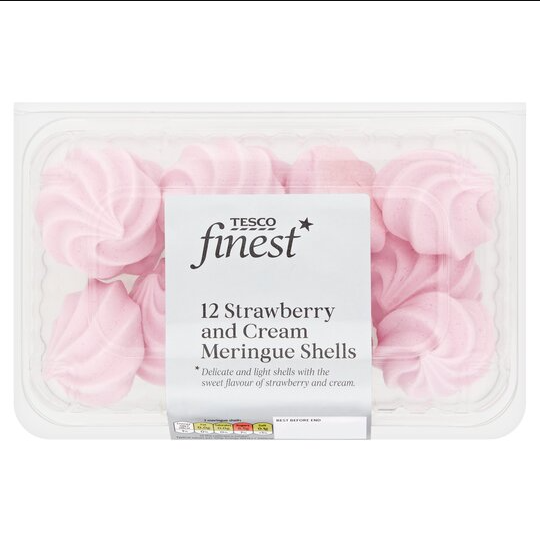 TESCO
finest*
12 Strawberry
and Cream
Meringue Shells
* Delicate and light shells with the
sweet flavour of strawberry and cream.
BEST BEFORE END